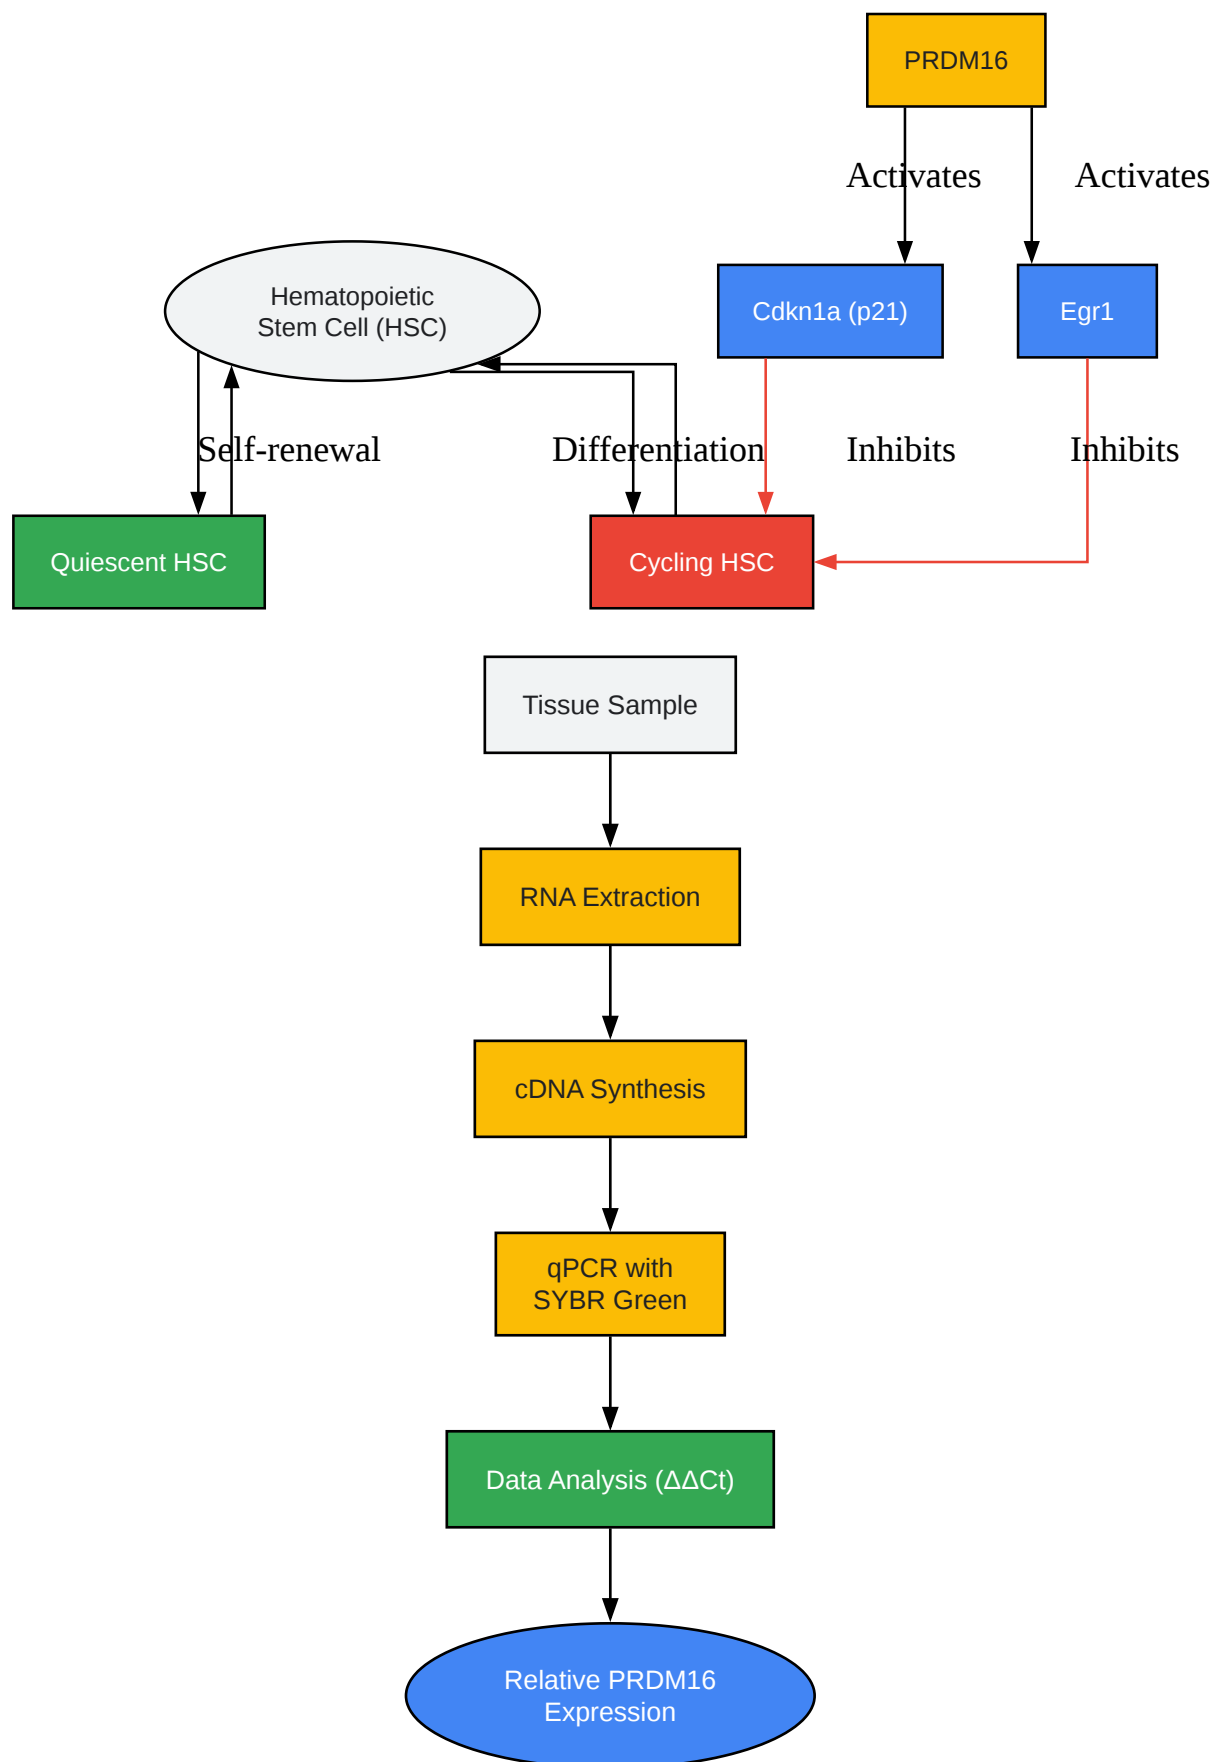 PRDM16
Activates
Activates
Hematopoietic
Stem Cell (HSC)
Cdkn1a (p21)
Egr1
Self-renewal
Differentiation
Inhibits
Inhibits
Quiescent HSC
Cycling HSC
Tissue Sample
RNA Extraction
cDNA Synthesis
qPCR with
SYBR Green
Data Analysis (ΔΔCt)
Relative PRDM16
Expression